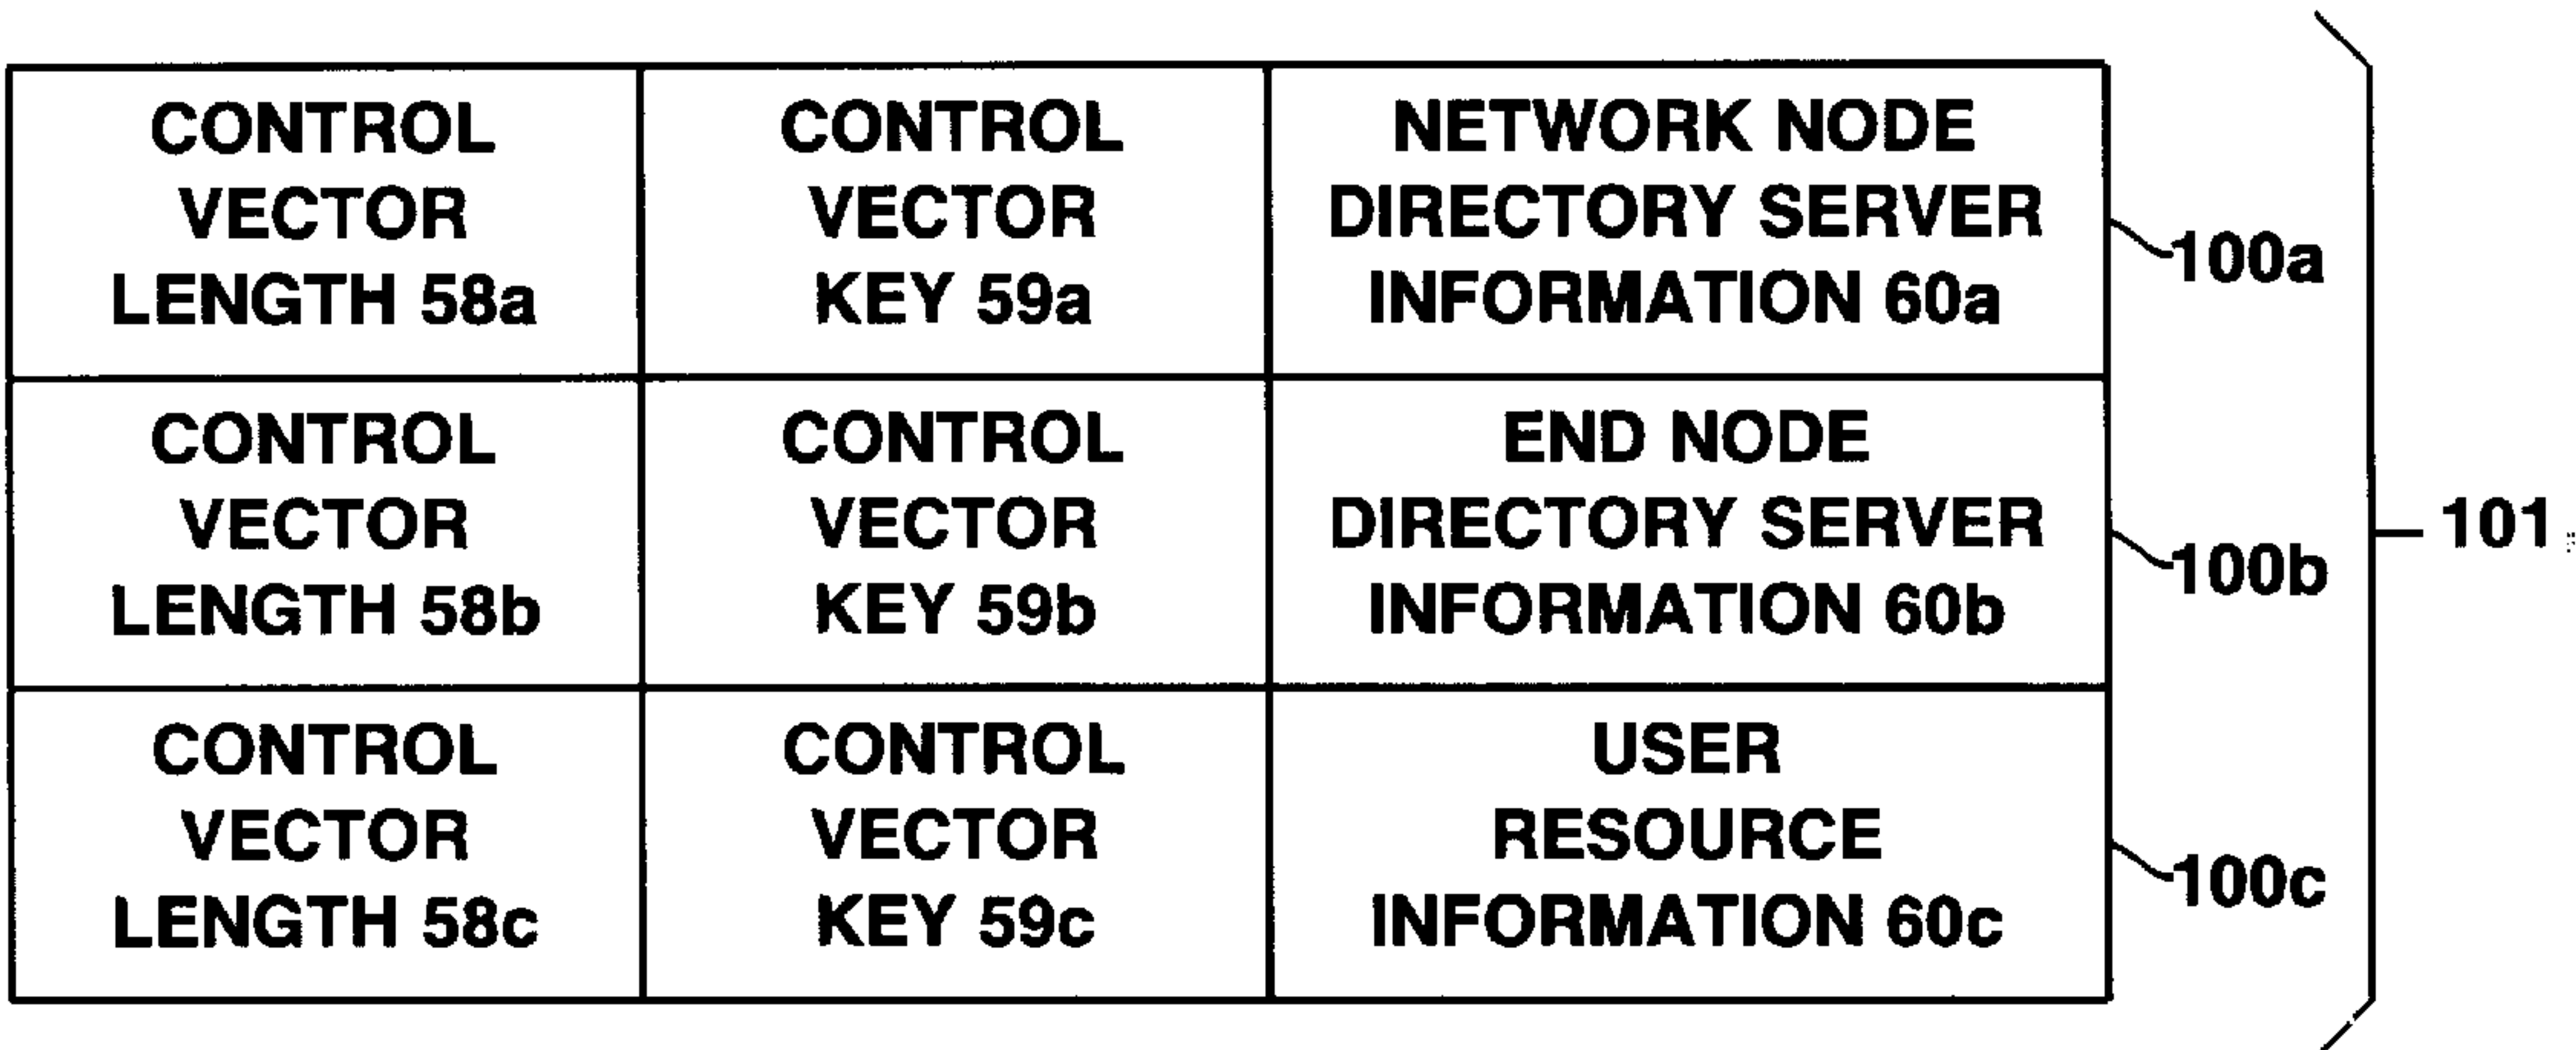 CONTROL
VECTOR
LENGTH 58a
CONTROL
VECTOR
KEY 59a
NETWORK NODE
DIRECTORY SERVER
INFORMATION 60a
100a
CONTROL
VECTOR
LENGTH 58b
CONTROL
VECTOR
KEY 59b
END NODE
DIRECTORY SERVER
INFORMATION 60b
100b
101
CONTROL
VECTOR
LENGTH 58c
CONTROL
VECTOR
KEY 59c
USER
RESOURCE
INFORMATION 60c
100c